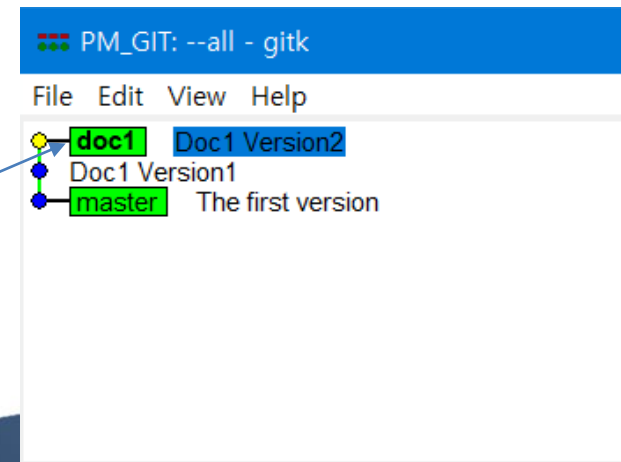 PM_GIT: --all - gitk
File Edit View Help
doc1 Doc1 Version2
Doc1 Version1
master The first version